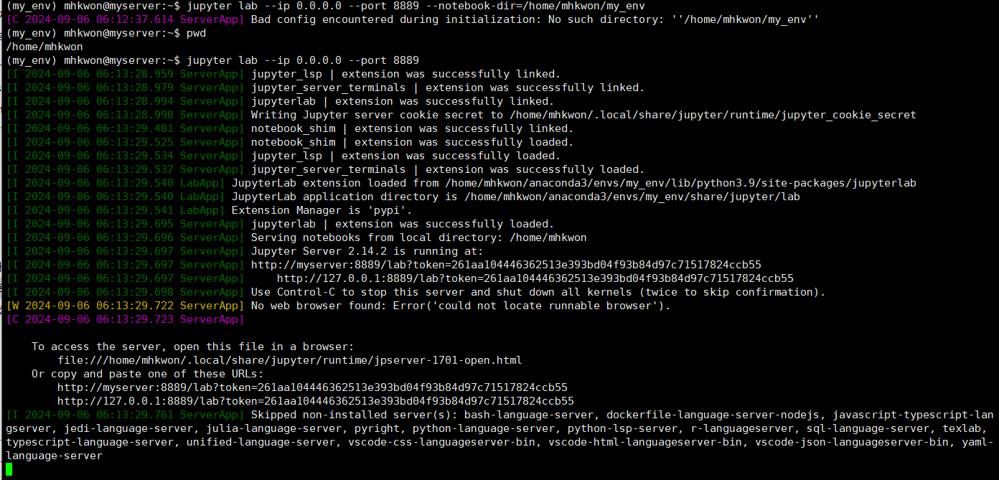 (my_env) mhkwon@myserver:~$ jupyter lab --ip 0.0.0.0 --port 8889 --notebook-dir=/home/mhkwon/my_env
[C 2024-09-06 06:12:37.614 ServerApp] Bad config encountered during initialization: No such directory: ''/home/mhkwon/my_env''
(my_env) mhkwon@myserver:~$ pwd
/home/mhkwon
(my_env) mhkwon@myserver:~$ jupyter lab --ip 0.0.0.0 --port 8889
[I 2024-09-06 06:13:28.959 ServerApp] jupyter_lsp | extension was successfully linked.
[I 2024-09-06 06:13:28.979 ServerApp] jupyter_server_terminals | extension was successfully linked.
[I 2024-09-06 06:13:28.994 ServerApp] jupyterlab | extension was successfully linked.
[I 2024-09-06 06:13:28.998 ServerApp] Writing Jupyter server cookie secret to /home/mhkwon/.local/share/jupyter/runtime/jupyter_cookie_secret
[I 2024-09-06 06:13:29.481 ServerApp] notebook_shim | extension was successfully linked.
[I 2024-09-06 06:13:29.525 ServerApp] notebook_shim | extension was successfully loaded.
[I 2024-09-06 06:13:29.534 ServerApp] jupyter_lsp | extension was successfully loaded.
[I 2024-09-06 06:13:29.537 ServerApp] jupyter_server_terminals | extension was successfully loaded.
[I 2024-09-06 06:13:29.540 LabApp] JupyterLab extension loaded from /home/mhkwon/anaconda3/envs/my_env/lib/python3.9/site-packages/jupyterlab
[I 2024-09-06 06:13:29.540 LabApp] JupyterLab application directory is /home/mhkwon/anaconda3/envs/my_env/share/jupyter/lab
[I 2024-09-06 06:13:29.541 LabApp] Extension Manager is 'pypi'.
[I 2024-09-06 06:13:29.695 ServerApp] jupyterlab | extension was successfully loaded.
[I 2024-09-06 06:13:29.696 ServerApp] Serving notebooks from local directory: /home/mhkwon
[I 2024-09-06 06:13:29.697 ServerApp] Jupyter Server 2.14.2 is running at:
[I 2024-09-06 06:13:29.697 ServerApp] http://myserver:8889/lab?token=261aa104446362513e393bd04f93b84d97c71517824ccb55
[I 2024-09-06 06:13:29.697 ServerApp]     http://127.0.0.1:8889/lab?token=261aa104446362513e393bd04f93b84d97c71517824ccb55
[I 2024-09-06 06:13:29.698 ServerApp] Use Control-C to stop this server and shut down all kernels (twice to skip confirmation).
[W 2024-09-06 06:13:29.722 ServerApp] No web browser found: Error('could not locate runnable browser').
[C 2024-09-06 06:13:29.723 ServerApp]
    To access the server, open this file in a browser:
        file:///home/mhkwon/.local/share/jupyter/runtime/jpserver-1701-open.html
    Or copy and paste one of these URLs:
        http://myserver:8889/lab?token=261aa104446362513e393bd04f93b84d97c71517824ccb55
        http://127.0.0.1:8889/lab?token=261aa104446362513e393bd04f93b84d97c71517824ccb55
[I 2024-09-06 06:13:29.761 ServerApp] Skipped non-installed server(s): bash-language-server, dockerfile-language-server-nodejs, javascript-typescript-lan
gserver, jedi-language-server, julia-language-server, pyright, python-language-server, python-lsp-server, r-languageserver, sql-language-server, texlab,
typescript-language-server, unified-language-server, vscode-css-languageserver-bin, vscode-html-languageserver-bin, vscode-json-languageserver-bin, yaml-
language-server